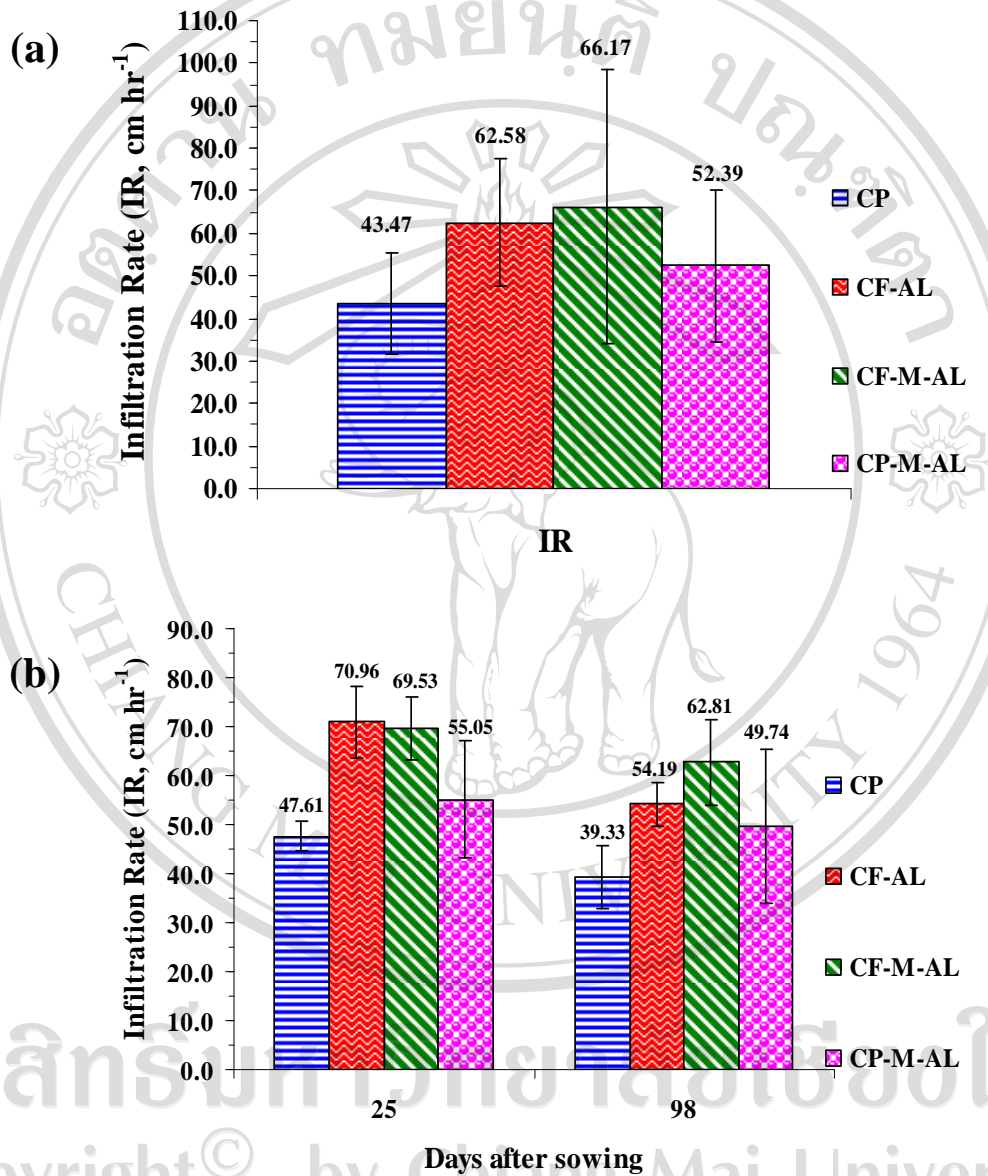 (a)
Infiltration Rate (IR, cm hr⁻¹)
110.0
100.0
90.0
80.0
70.0
60.0
50.0
40.0
30.0
20.0
10.0
0.0
43.47
62.58
66.17
52.39
IR
CP
CF-AL
CF-M-AL
CP-M-AL
(b)
Infiltration Rate (IR, cm hr⁻¹)
90.0
80.0
70.0
60.0
50.0
40.0
30.0
20.0
10.0
0.0
47.61
70.96
69.53
55.05
39.33
54.19
62.81
49.74
25
98
Days after sowing
CP
CF-AL
CF-M-AL
CP-M-AL
1964